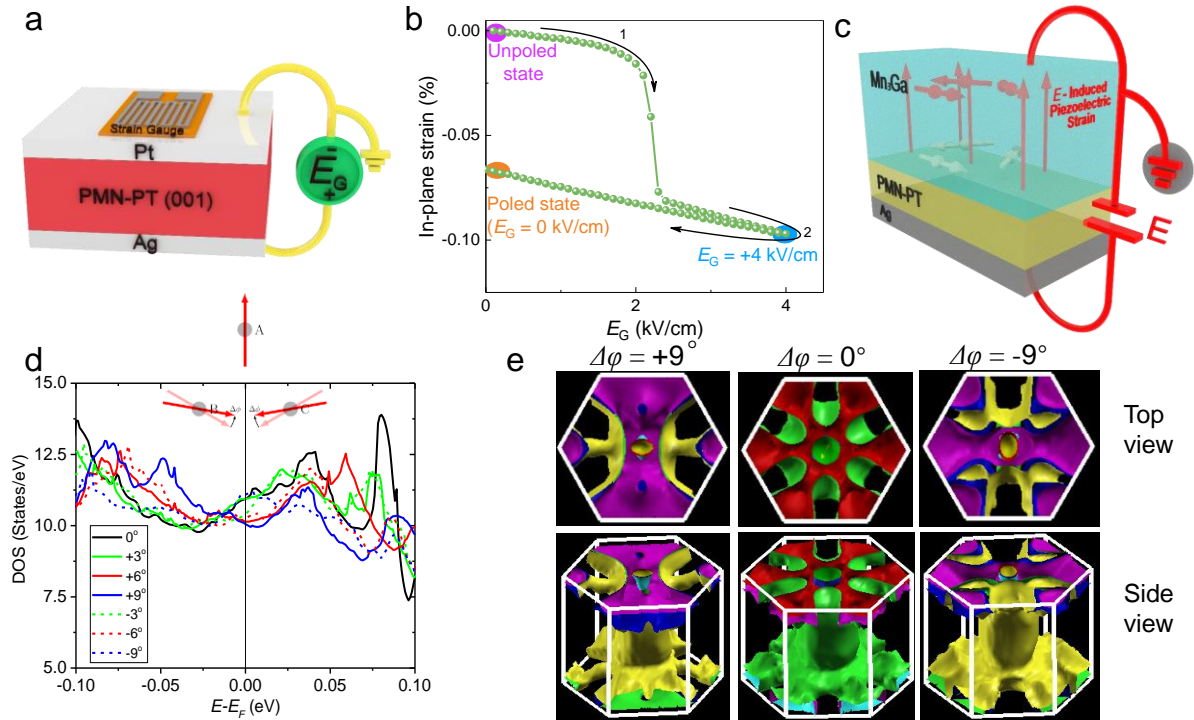 a
Strain Gauge
Pt
PMN-PT (001)
Ag
-
E_G
+
b
0.00
-0.05
-0.10
In-plane strain (%)
Unpoled
state
1
Poled state
(E_G = 0 kV/cm)
2
E_G = +4 kV/cm
0
2
4
E_G (kV/cm)
c
Mn₃Ga
E - Induced
Piezoelectric
Strain
PMN-PT
Ag
E
A
d
15.0
12.5
10.0
7.5
5.0
DOS (States/eV)
B
Δφ
Δφ
C
0°
+3°
+6°
+9°
-3°
-6°
-9°
-0.10
-0.05
0.00
0.05
0.10
E-E_F (eV)
e
Δφ = +9°
Δφ = 0°
Δφ = -9°
Top
view
Side
view